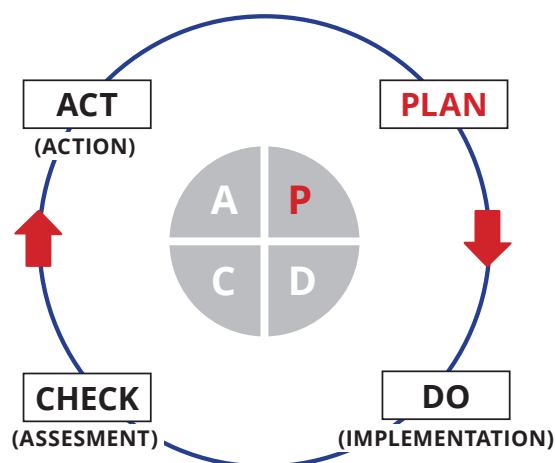 ACT
(ACTION)
PLAN
A
P
C
D
CHECK
(ASSESMENT)
DO
(IMPLEMENTATION)